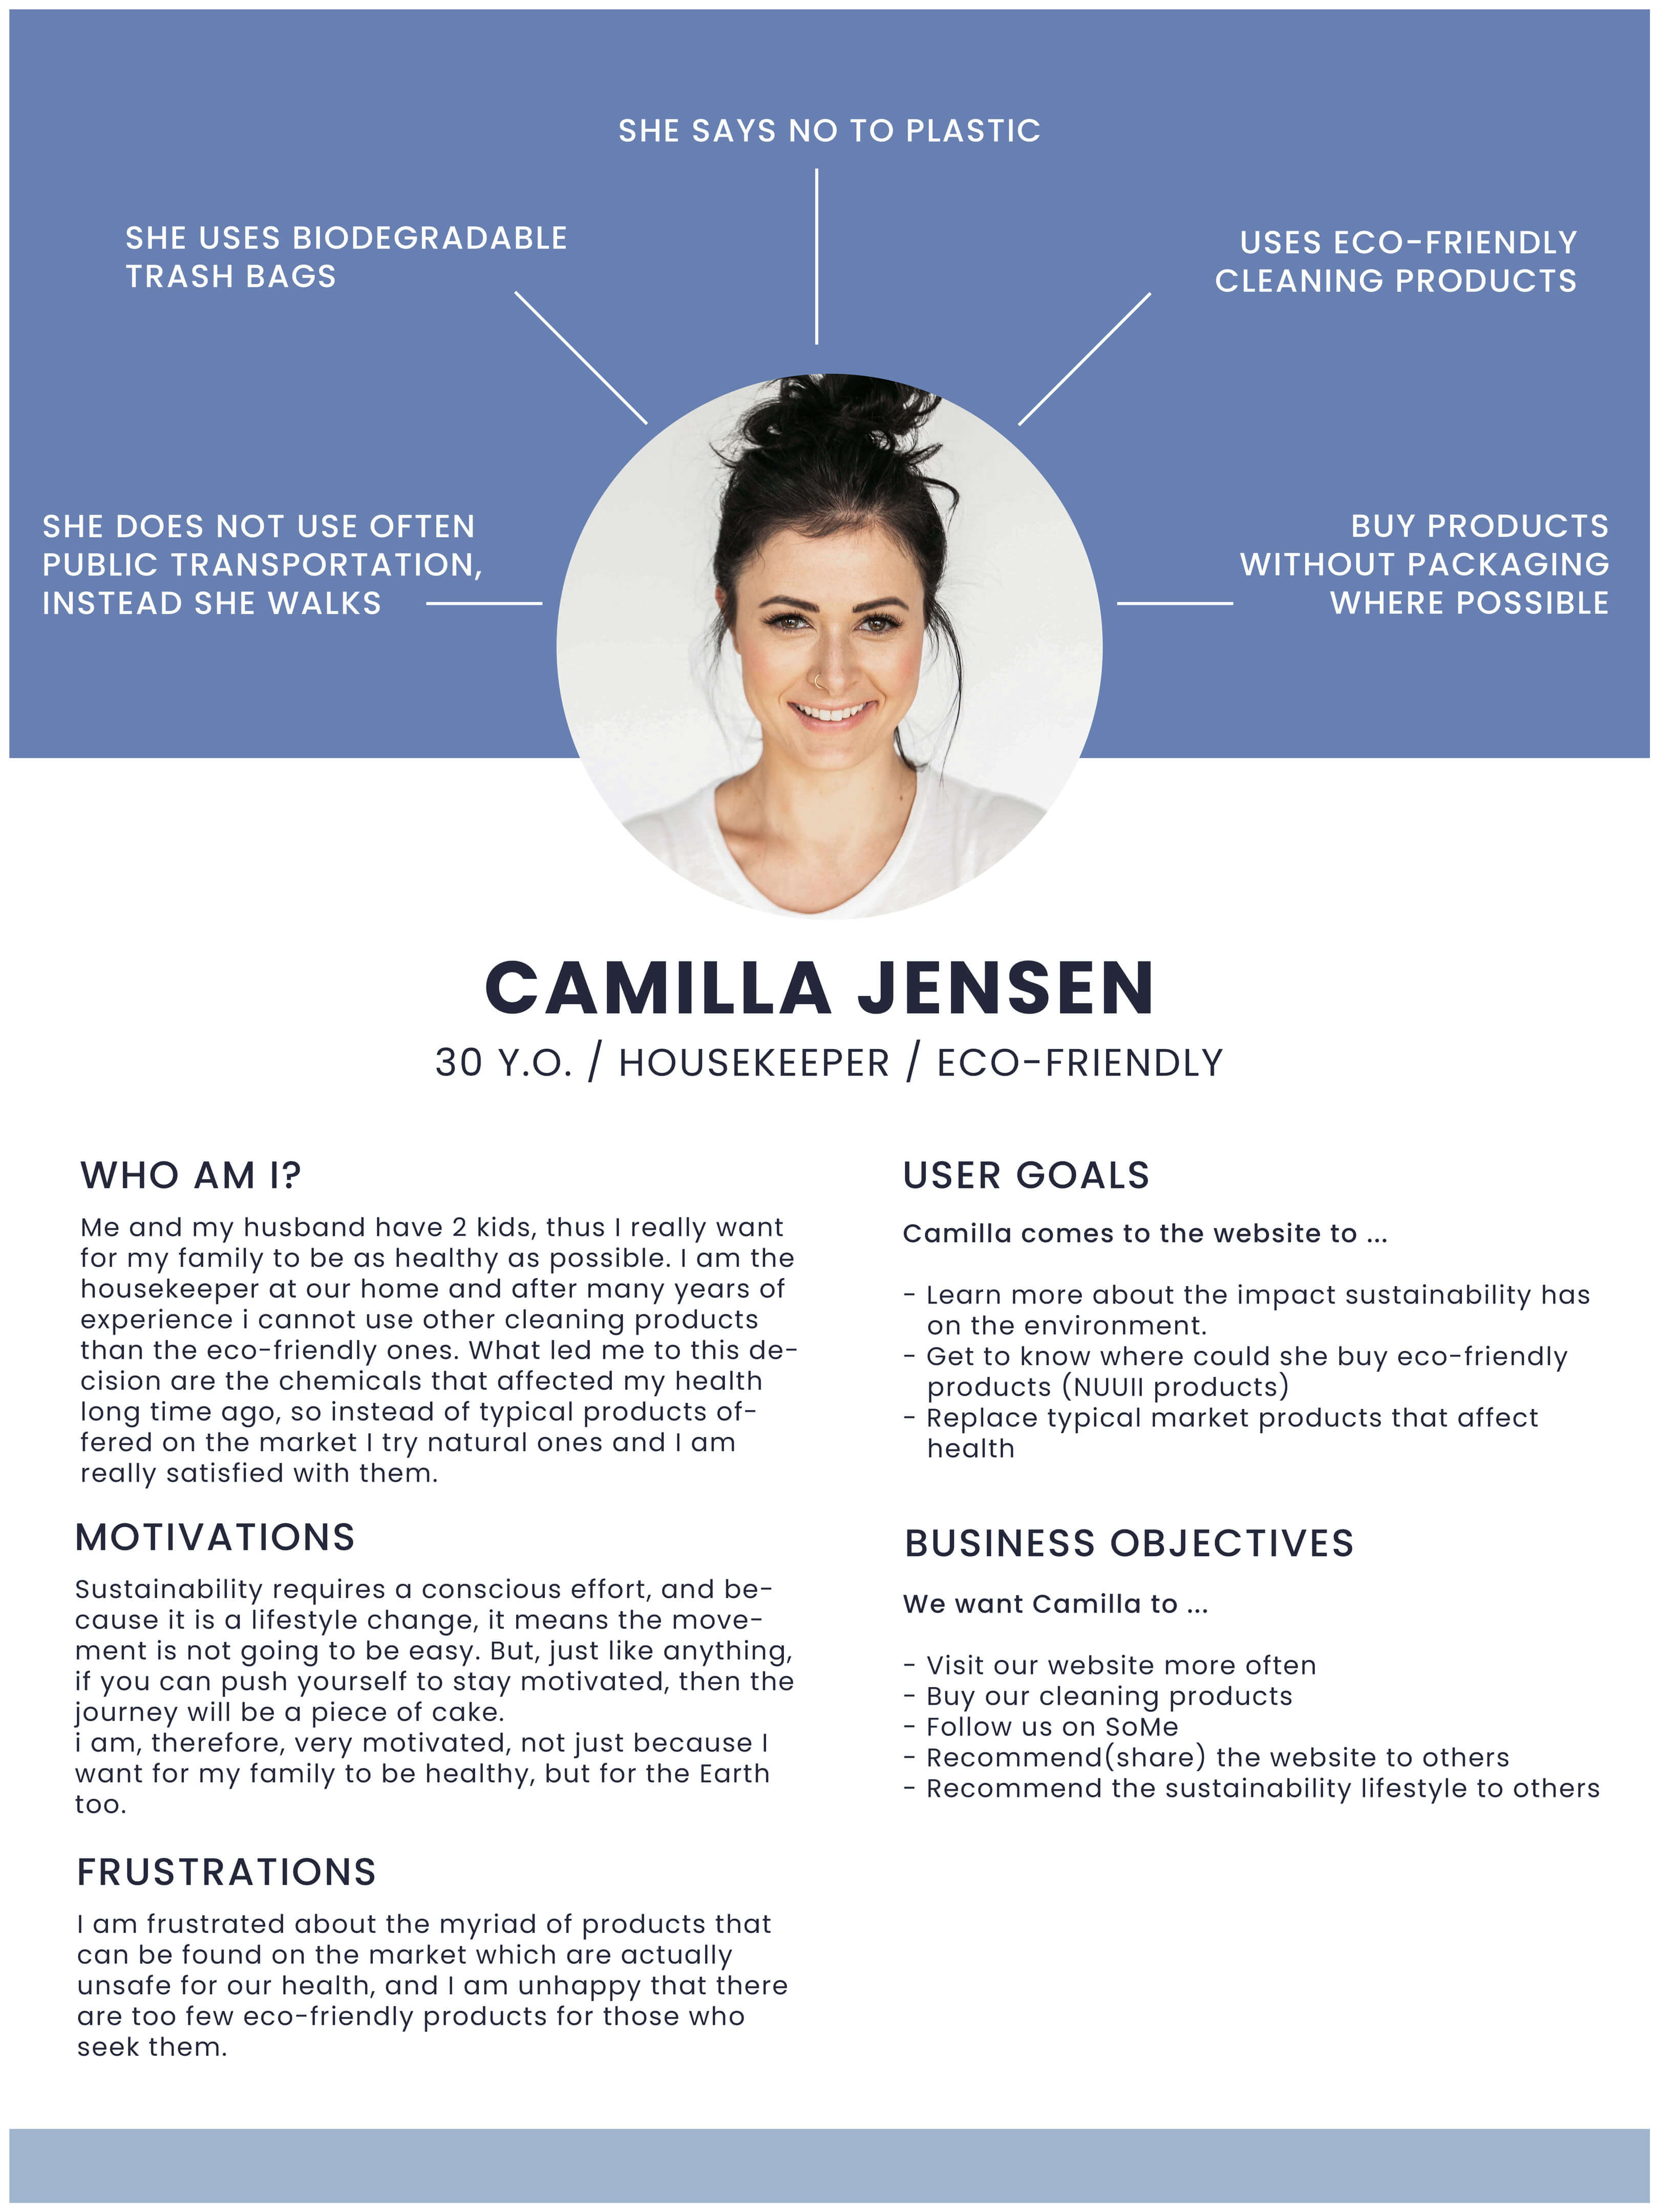 SHE SAYS NO TO PLASTIC
SHE USES BIODEGRADABLE
TRASH BAGS
USES ECO-FRIENDLY
CLEANING PRODUCTS
SHE DOES NOT USE OFTEN
PUBLIC TRANSPORTATION,
INSTEAD SHE WALKS
BUY PRODUCTS
WITHOUT PACKAGING
WHERE POSSIBLE
CAMILLA JENSEN
30 Y.O. / HOUSEKEEPER / ECO-FRIENDLY
WHO AM I?
Me and my husband have 2 kids, thus I really want
for my family to be as healthy as possible. I am the
housekeeper at our home and after many years of
experience i cannot use other cleaning products
than the eco-friendly ones. What led me to this de-
cision are the chemicals that affected my health
long time ago, so instead of typical products of-
fered on the market I try natural ones and I am
really satisfied with them.
MOTIVATIONS
Sustainability requires a conscious effort, and be-
cause it is a lifestyle change, it means the move-
ment is not going to be easy. But, just like anything,
if you can push yourself to stay motivated, then the
journey will be a piece of cake.
i am, therefore, very motivated, not just because I
want for my family to be healthy, but for the Earth
too.
FRUSTRATIONS
I am frustrated about the myriad of products that
can be found on the market which are actually
unsafe for our health, and I am unhappy that there
are too few eco-friendly products for those who
seek them.
USER GOALS
Camilla comes to the website to ...
- Learn more about the impact sustainability has
on the environment.
- Get to know where could she buy eco-friendly
products (NUUII products)
- Replace typical market products that affect
health
BUSINESS OBJECTIVES
We want Camilla to ...
- Visit our website more often
- Buy our cleaning products
- Follow us on SoMe
- Recommend(share) the website to others
- Recommend the sustainability lifestyle to others